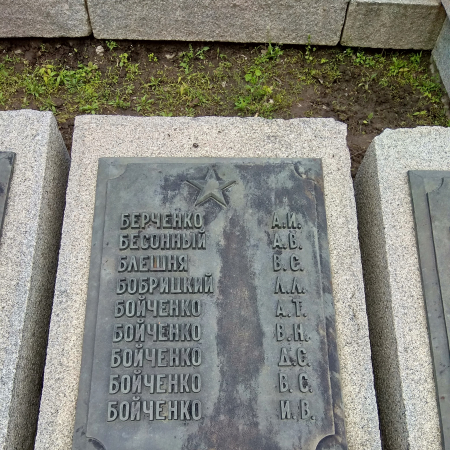 БЕРЧЕНКО А.И.
БЕСОННЫЙ А.В.
БЛЕШНЯ В.С.
БОБРИЦКИЙ Л.Л.
БОЙЧЕНКО А.Т.
БОЙЧЕНКО В.Н.
БОЙЧЕНКО Д.С.
БОЙЧЕНКО В.С.
БОЙЧЕНКО И.В.